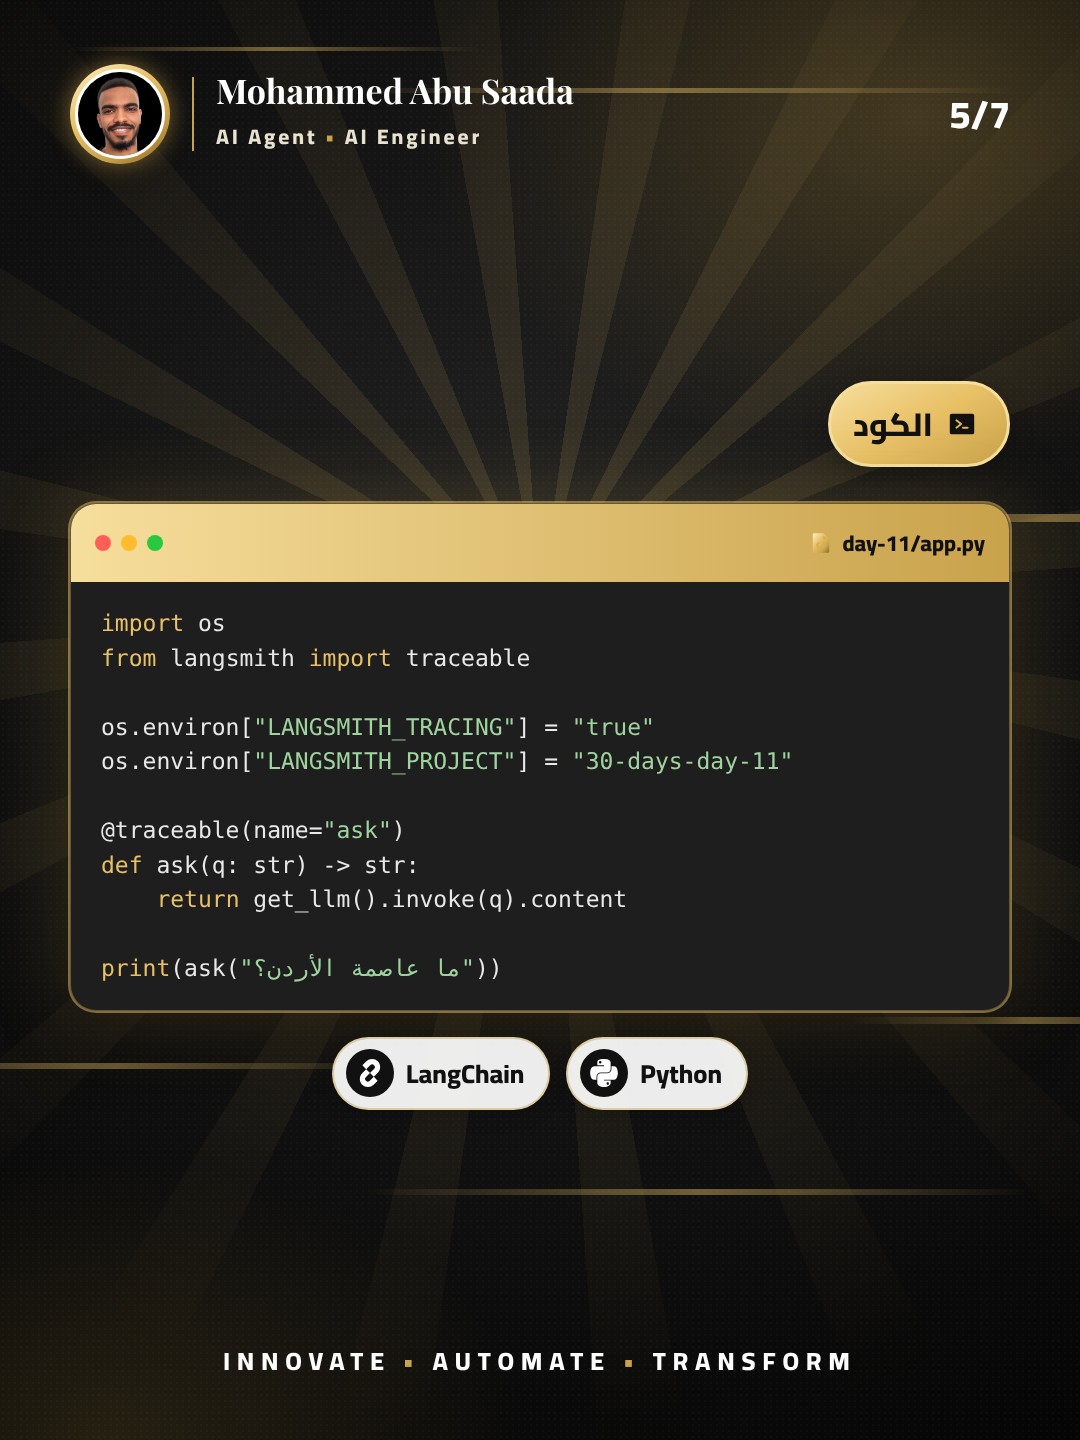 Mohammed Abu Saada
AI Agent ▪ AI Engineer
5/7
الكود
day-11/app.py
import os
from langsmith import traceable
os.environ["LANGSMITH_TRACING"] = "true"
os.environ["LANGSMITH_PROJECT"] = "30-days-day-11"
@traceable(name="ask")
def ask(q: str) -> str:
    return get_llm().invoke(q).content
print(ask("ما عاصمة الأردن؟"))
LangChain
Python
INNOVATE ▪ AUTOMATE ▪ TRANSFORM